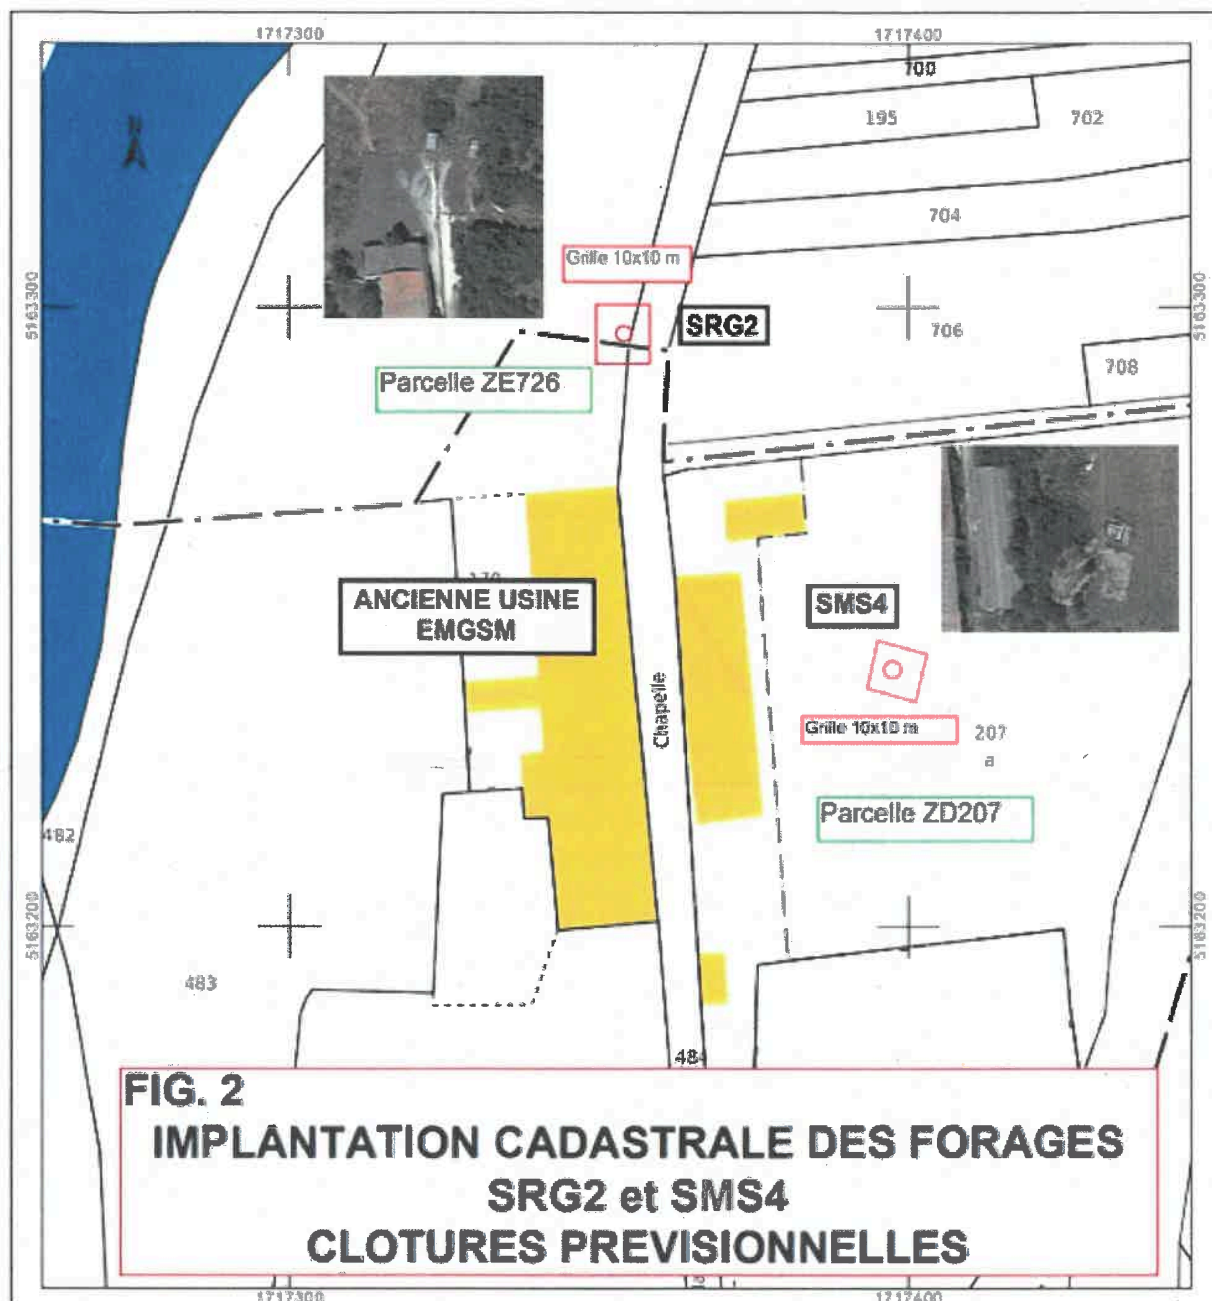 1717300
1717400
700
195
702
N
704
Grille 10x10 m
5163300
SRG2
706
5163300
708
Parcelle ZE726
170
ANCIENNE USINE
EMGSM
SMS4
Chapelle
Grille 10x10 m
207
a
Parcelle ZD207
482
5163200
5163200
483
484
FIG. 2
IMPLANTATION CADASTRALE DES FORAGES
SRG2 et SMS4
CLOTURES PREVISIONNELLES
1717300
1717400